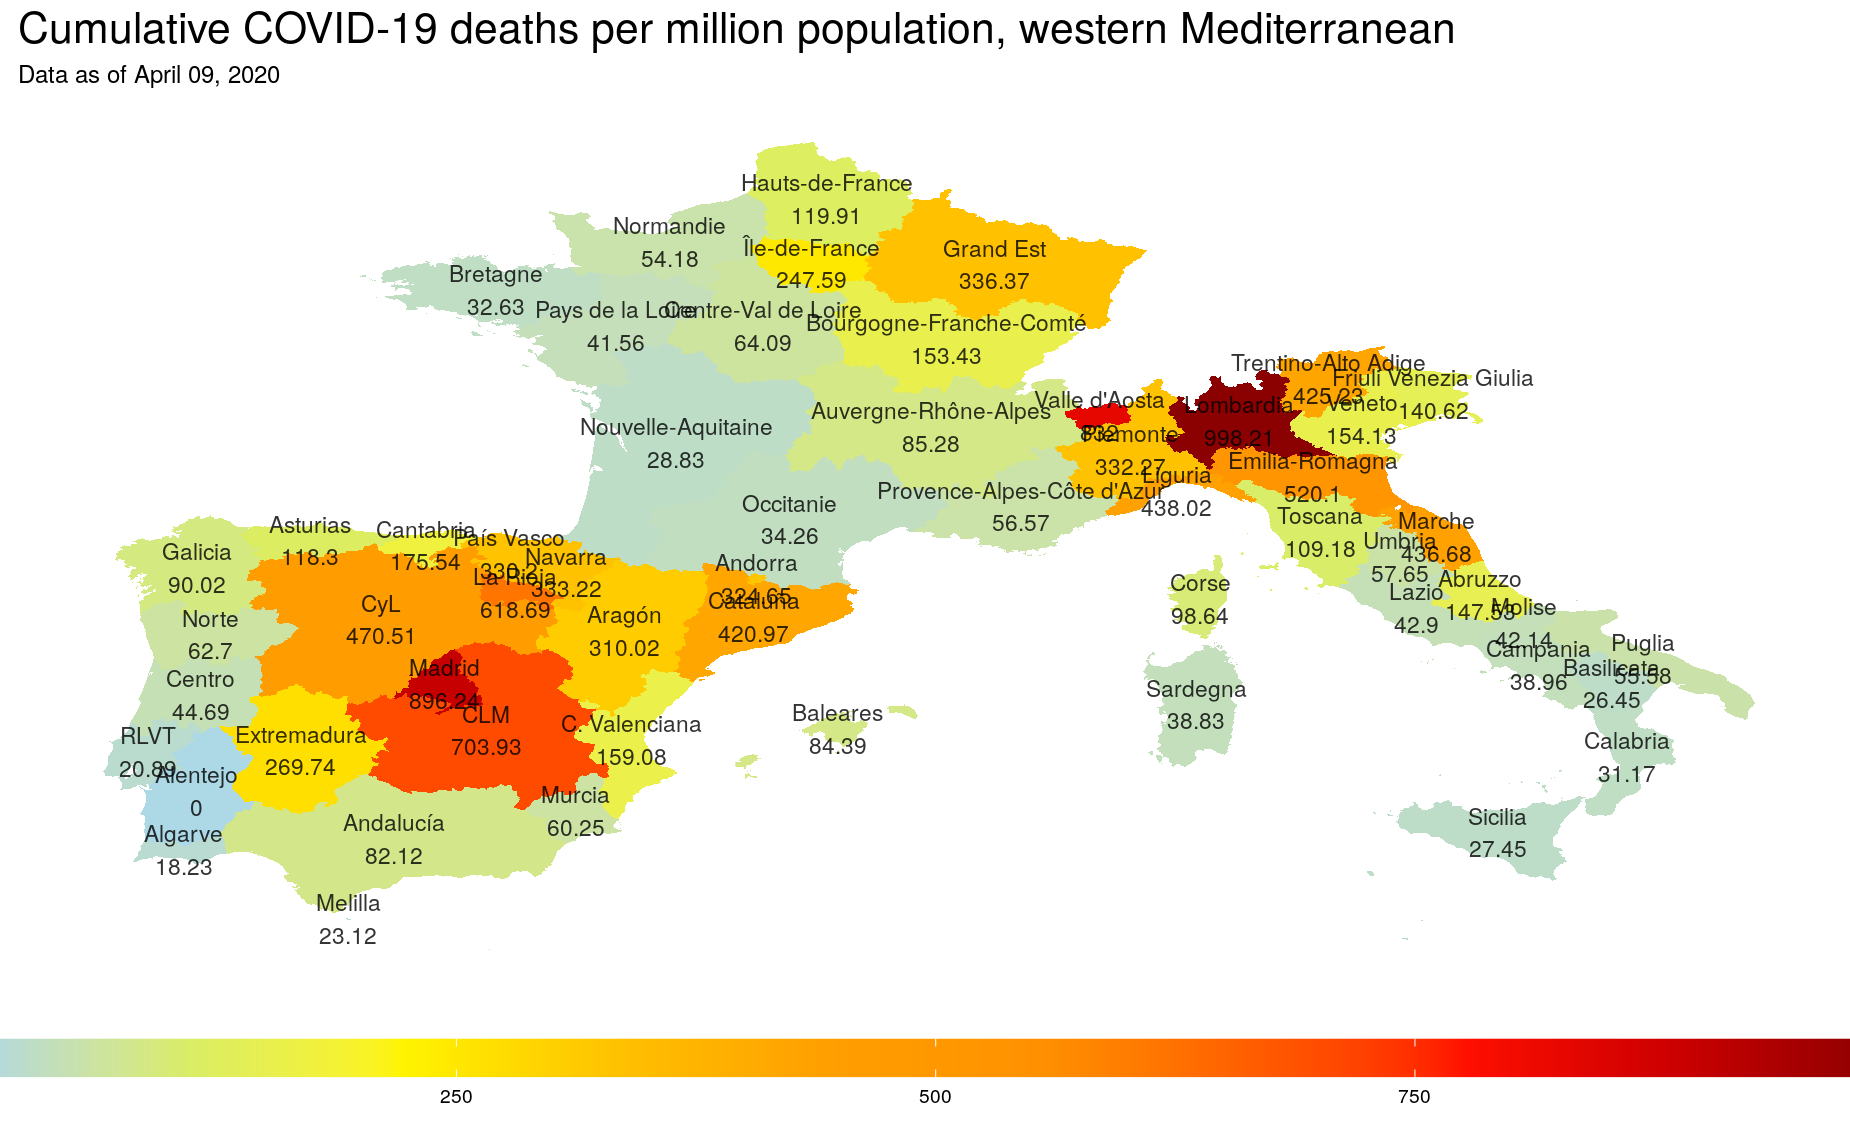 Cumulative COVID-19 deaths per million population, western Mediterranean
Data as of April 09, 2020
Hauts-de-France
119.91
Normandie
54.18
Île-de-France
247.59
Grand Est
336.37
Bretagne
32.63
Pays de la Loire
41.56
Centre-Val de Loire
64.09
Bourgogne-Franche-Comté
153.43
Nouvelle-Aquitaine
28.83
Auvergne-Rhône-Alpes
85.28
Occitanie
34.26
Provence-Alpes-Côte d'Azur
56.57
Corse
98.64
Valle d'Aosta
832
Piemonte
332.27
Liguria
438.02
Lombardia
998.21
Trentino-Alto Adige
425.23
Friuli Venezia Giulia
140.62
Veneto
154.13
Emilia-Romagna
520.1
Toscana
109.18
Marche
436.68
Umbria
57.65
Abruzzo
147.53
Lazio
42.9
Molise
42.14
Campania
38.96
Puglia
55.58
Basilicata
26.45
Calabria
31.17
Sicilia
27.45
Sardegna
38.83
Andorra
324.65
Cataluña
420.97
Aragón
310.02
Navarra
333.22
País Vasco
330.2
La Rioja
618.69
Cantabria
175.54
Asturias
118.3
Galicia
90.02
CyL
470.51
Madrid
896.24
CLM
703.93
C. Valenciana
159.08
Baleares
84.39
Murcia
60.25
Extremadura
269.74
Andalucía
82.12
Melilla
23.12
Norte
62.7
Centro
44.69
RLVT
20.89
Alentejo
0
Algarve
18.23
250
500
750